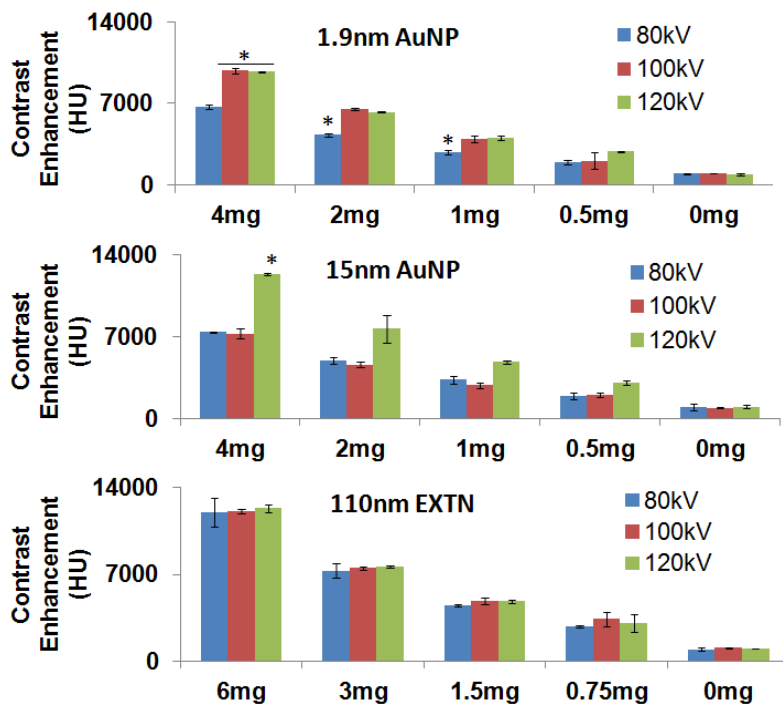 14000
1.9nm AuNP
80kV
100kV
120kV
Contrast
Enhancement
(HU)
7000
0
*
*
*
4mg 2mg 1mg 0.5mg 0mg
14000
15nm AuNP
80kV
100kV
120kV
Contrast
Enhancement
(HU)
7000
0
*
4mg 2mg 1mg 0.5mg 0mg
14000
110nm EXTN
80kV
100kV
120kV
Contrast
Enhancement
(HU)
7000
0
6mg 3mg 1.5mg 0.75mg 0mg